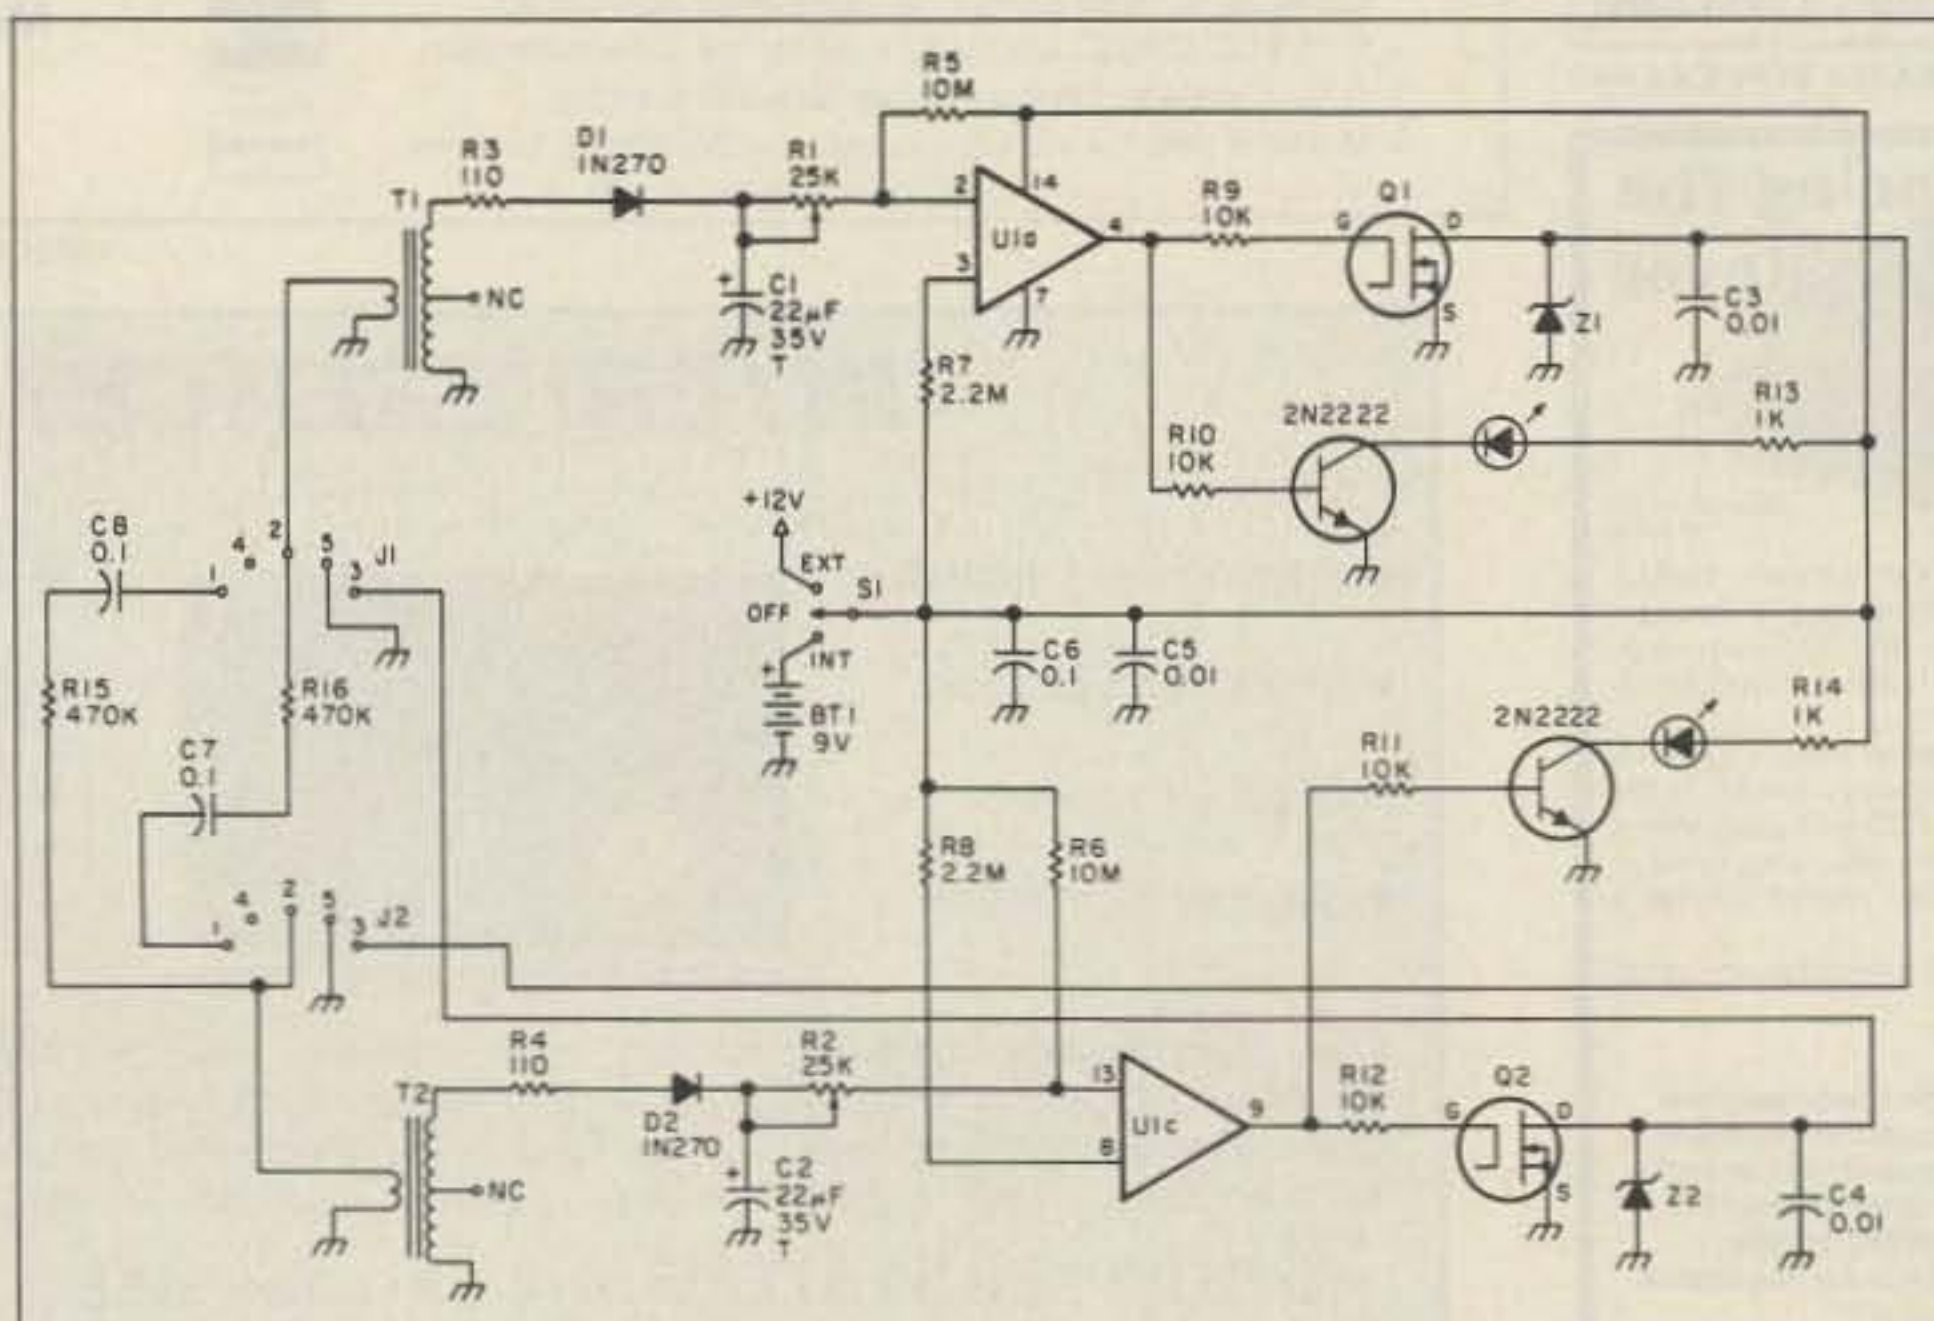 R5
10M
R3
110
D1
1N270
R1
25K
T1
2
14
U1a
3
7
4
R9
10K
Q1
G
D
S
NC
+
C1
22µF
35V
T
Z1
C3
0.01
R7
2.2M
R13
1K
2N2222
R10
10K
+12V
EXT
OFF
S1
INT
+
BT1
9V
C8
0.1
1
4
2
5
3
J1
R15
470K
R16
470K
C6
0.1
C5
0.01
R14
1K
2N2222
R11
10K
C7
0.1
R8
2.2M
R6
10M
1
4
2
5
3
J2
R4
110
R2
25K
T2
D2
1N270
13
U1c
8
9
R12
10K
Q2
G
D
S
NC
+
C2
22µF
35V
T
Z2
C4
0.01